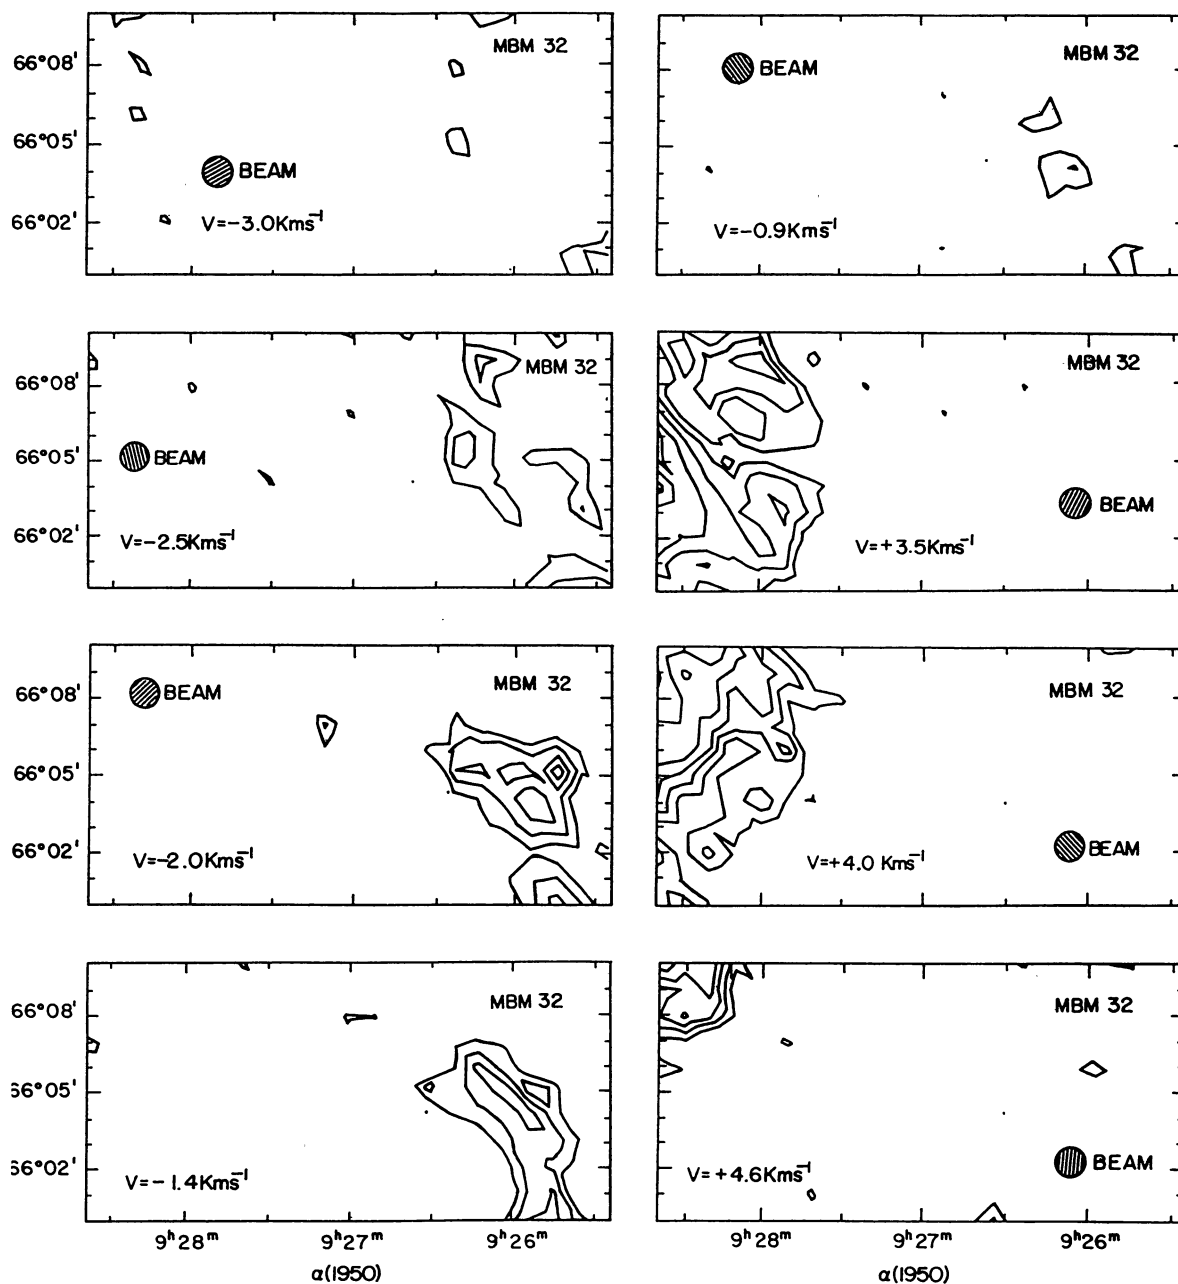 MBM 32
66°08'
BEAM
66°05'
66°02'
V=-3.0Kms⁻¹
MBM 32
BEAM
V=-0.9Kms⁻¹
MBM 32
66°08'
66°05'
BEAM
66°02'
V=-2.5Kms⁻¹
MBM 32
BEAM
V=+3.5Kms⁻¹
MBM 32
66°08'
BEAM
66°05'
66°02'
V=-2.0Kms⁻¹
MBM 32
BEAM
V=+4.0 Kms⁻¹
MBM 32
66°08'
66°05'
66°02'
V=-1.4Kms⁻¹
9ʰ28ᵐ 9ʰ27ᵐ 9ʰ26ᵐ
α(1950)
MBM 32
BEAM
V=+4.6Kms⁻¹
9ʰ28ᵐ 9ʰ27ᵐ 9ʰ26ᵐ
α(1950)